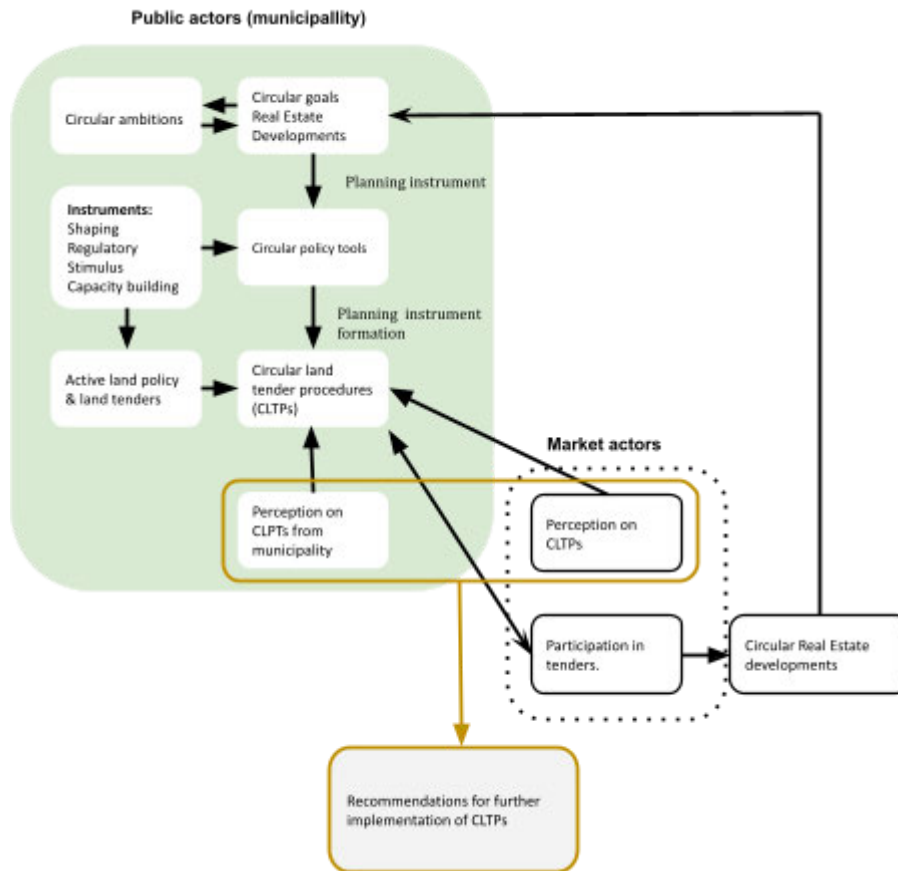 Public actors (municipallity)
Circular ambitions
Circular goals
Real Estate
Developments
Planning instrument
Instruments:
Shaping
Regulatory
Stimulus
Capacity building
Circular policy tools
Planning instrument
formation
Active land policy
& land tenders
Circular land
tender procedures
(CLTPs)
Market actors
Perception on
CLPTs from
municipality
Perception on
CLTPs
Participation in
tenders.
Circular Real Estate
developments
Recommendations for further
implementation of CLTPs